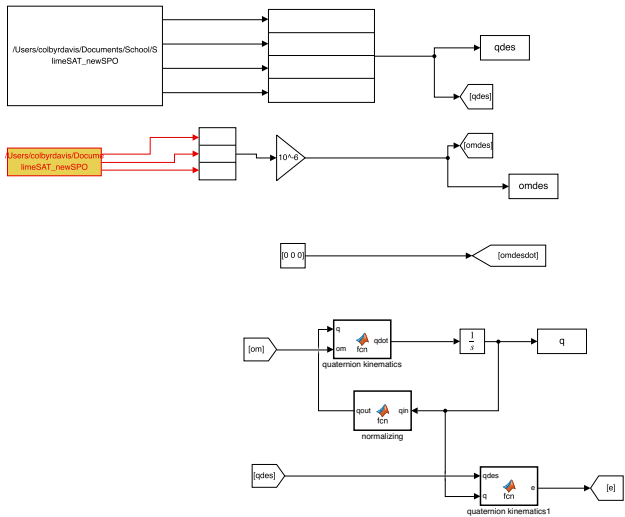 /Users/colbyrdavis/Documents/School/S
limeSAT_newSPO
qdes
[qdes]
/Users/colbyrdavis/Docume
limeSAT_newSPO
10^-6
[omdes]
omdes
[0 0 0]
[omdesdot]
[om]
q
om
fcn
qdot
quaternion kinematics
1
s
q
qout
fcn
qin
normalizing
[qdes]
qdes
q
fcn
e
quaternion kinematics1
[e]